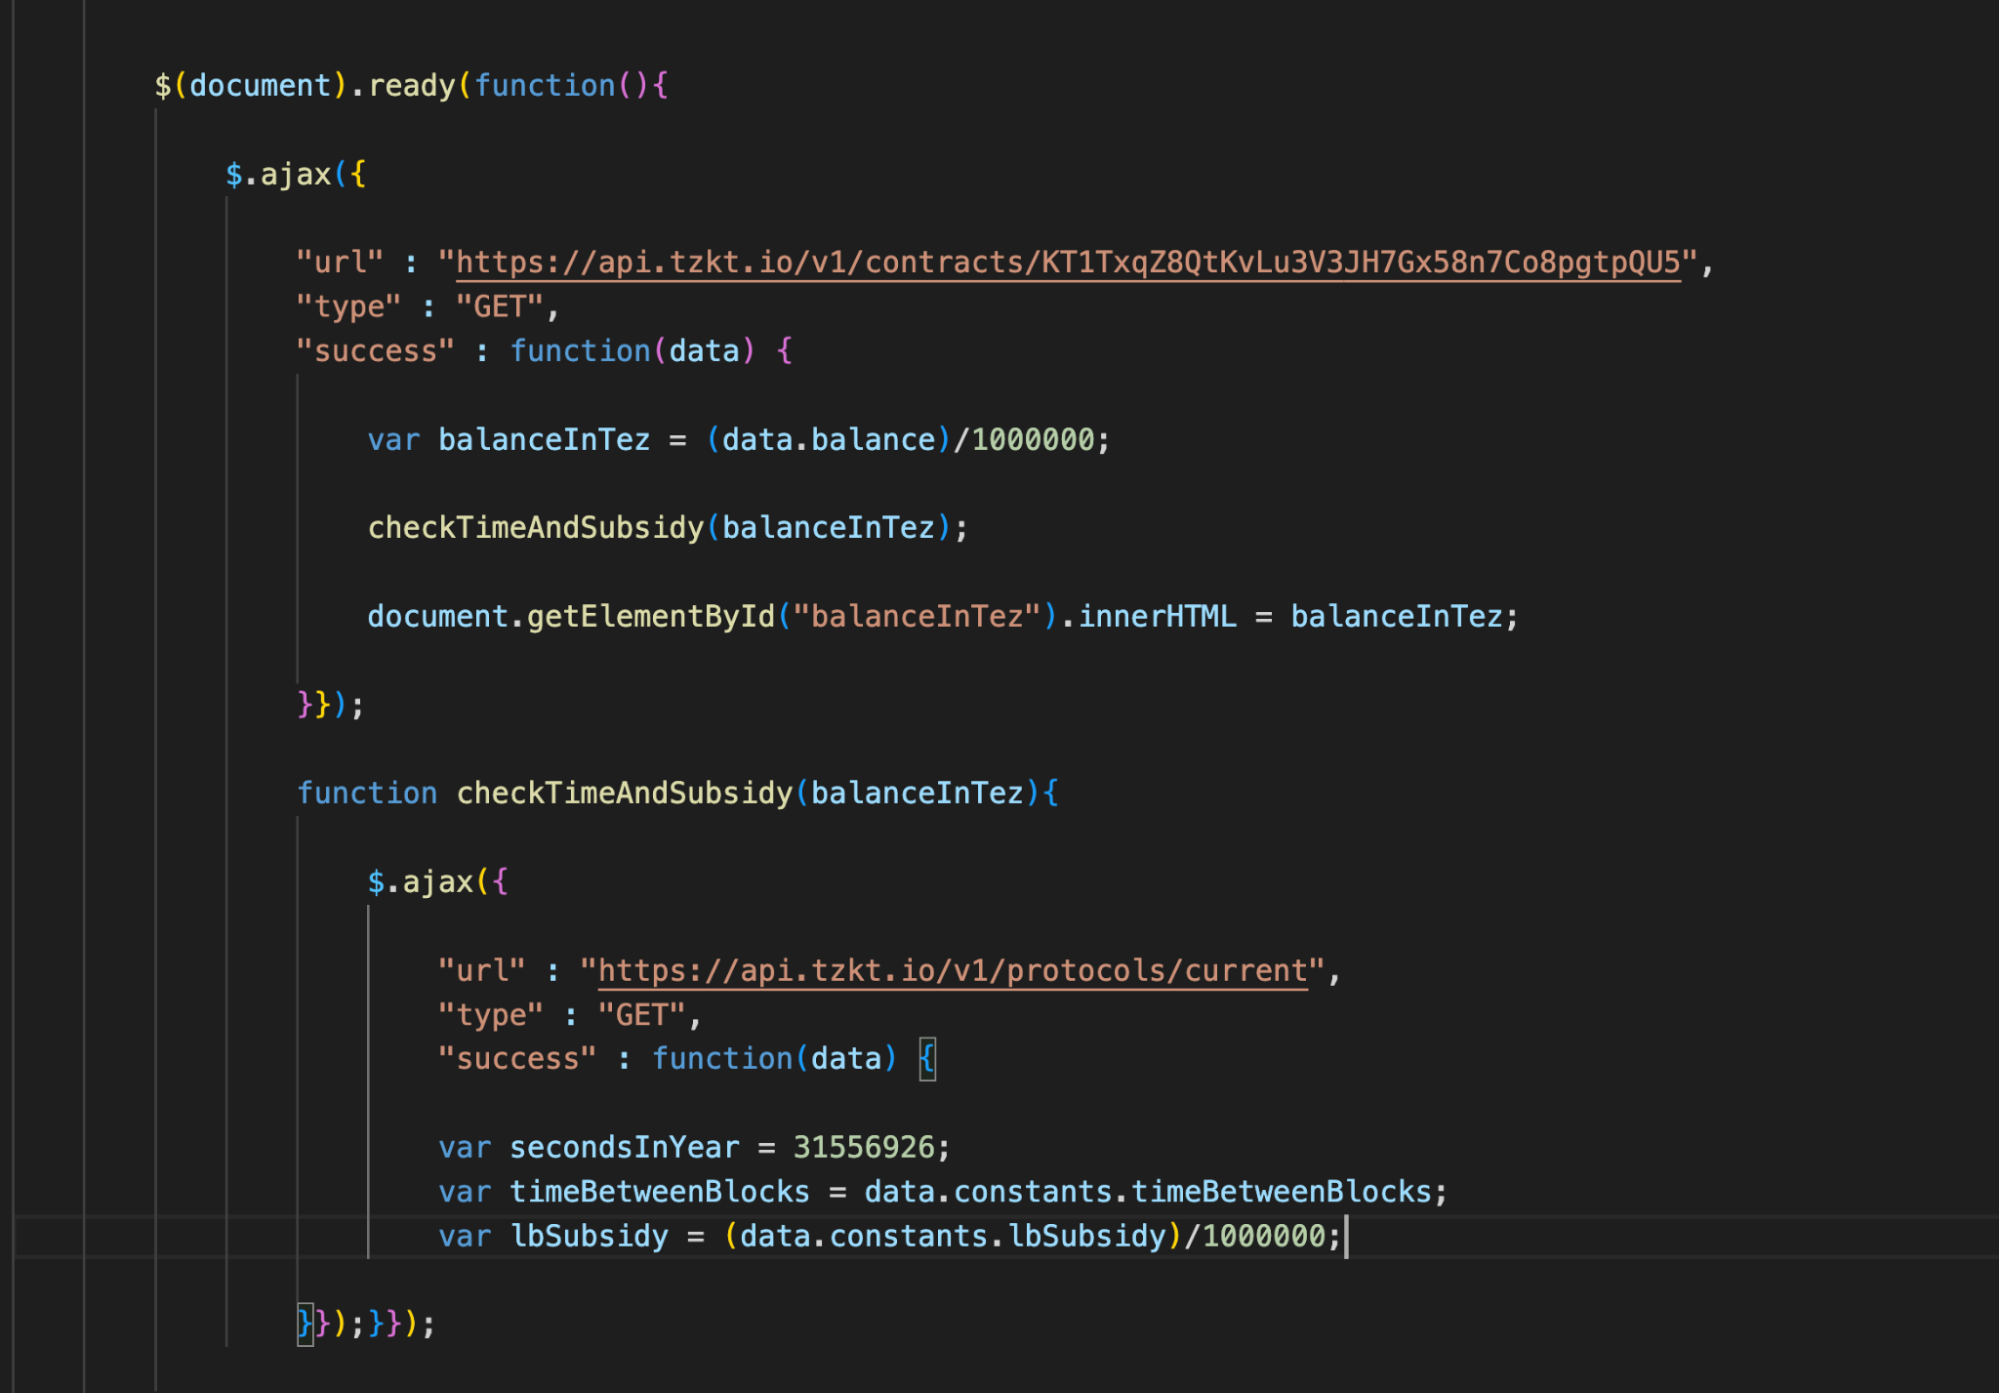 $(document).ready(function(){
$.ajax({
"url" : "https://api.tzkt.io/v1/contracts/KT1TxqZ8QtKvLu3V3JH7Gx58n7Co8pgtpQU5",
"type" : "GET",
"success" : function(data) {
var balanceInTez = (data.balance)/1000000;
checkTimeAndSubsidy(balanceInTez);
document.getElementById("balanceInTez").innerHTML = balanceInTez;
}});
function checkTimeAndSubsidy(balanceInTez){
$.ajax({
"url" : "https://api.tzkt.io/v1/protocols/current",
"type" : "GET",
"success" : function(data) {
var secondsInYear = 31556926;
var timeBetweenBlocks = data.constants.timeBetweenBlocks;
var lbSubsidy = (data.constants.lbSubsidy)/1000000;
}});}});